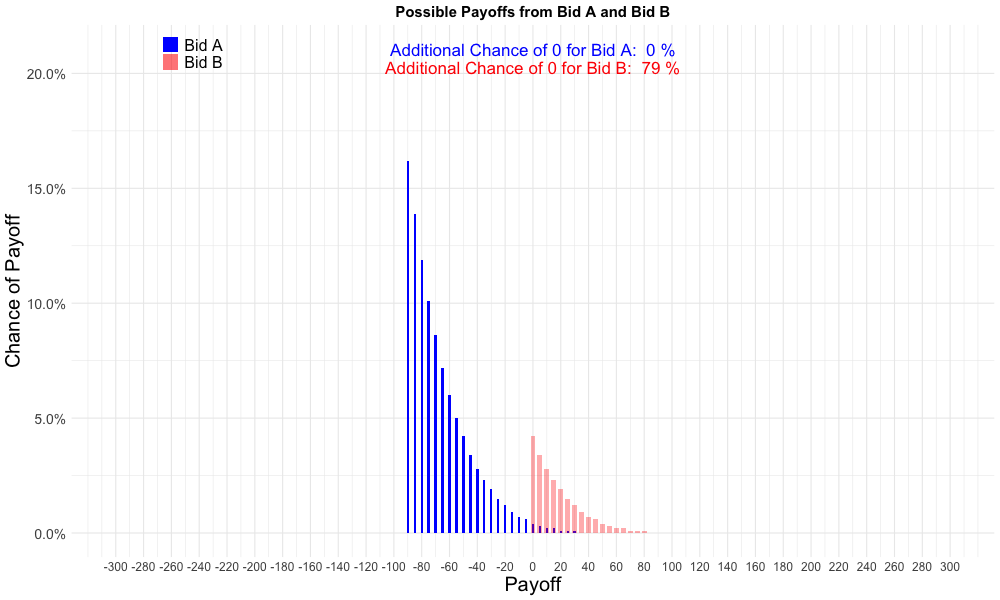 Possible Payoffs from Bid A and Bid B
Bid A
Bid B
Additional Chance of 0 for Bid A:  0 %
Additional Chance of 0 for Bid B:  79 %
Chance of Payoff
20.0%
15.0%
10.0%
5.0%
0.0%
-300 -280 -260 -240 -220 -200 -180 -160 -140 -120 -100 -80 -60 -40 -20 0 20 40 60 80 100 120 140 160 180 200 220 240 260 280 300
Payoff